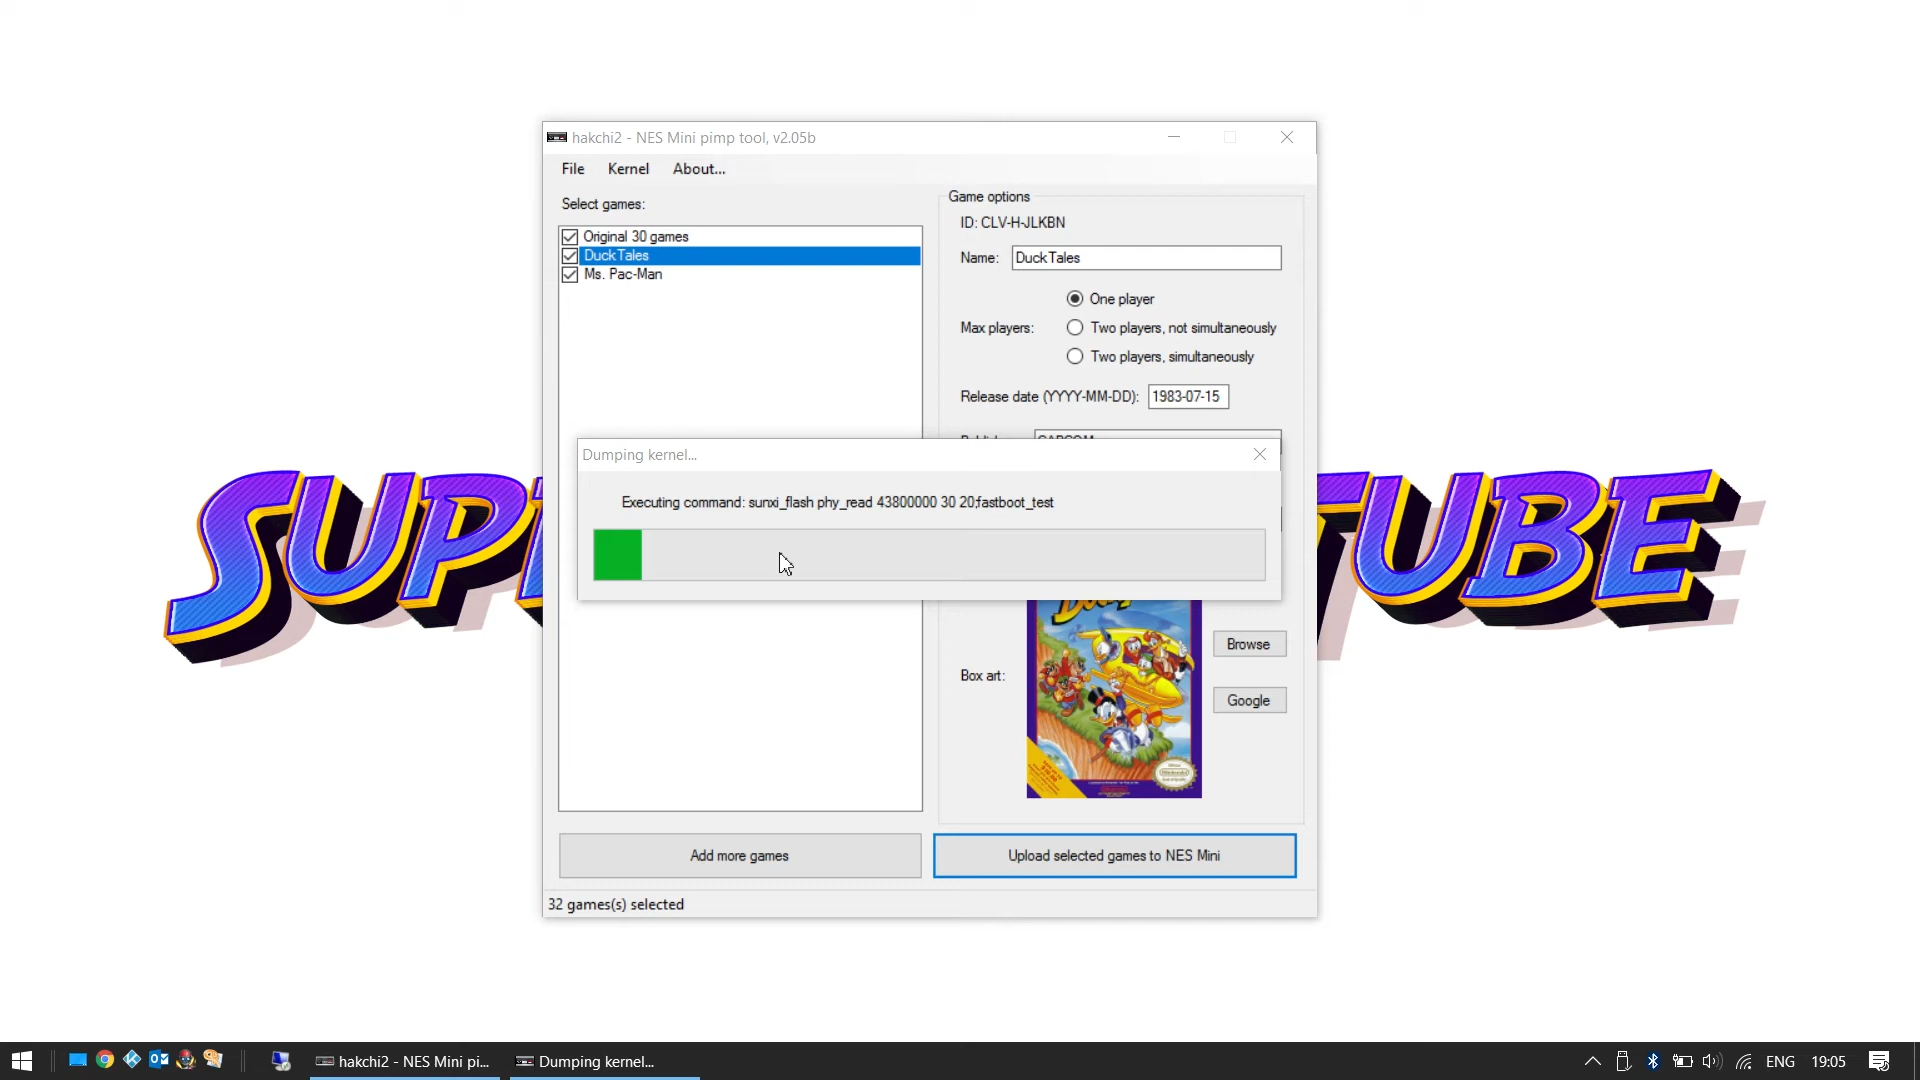 hakchi2 - NES Mini pimp tool, v2.05b
File Kernel About...
Select games:
Original 30 games
DuckTales
Ms. Pac-Man
Game options
ID: CLV-H-JLKBN
Name: DuckTales
Max players:
One player
Two players, not simultaneously
Two players, simultaneously
Release date (YYYY-MM-DD): 1983-07-15
CAPCOM
Dumping kernel...
Executing command: sunxi_flash phy_read 43800000 30 20;fastboot_test
TUBE
Box art:
Browse
Google
Add more games
Upload selected games to NES Mini
32 games(s) selected
hakchi2 - NES Mini pi...
Dumping kernel...
ENG
19:05